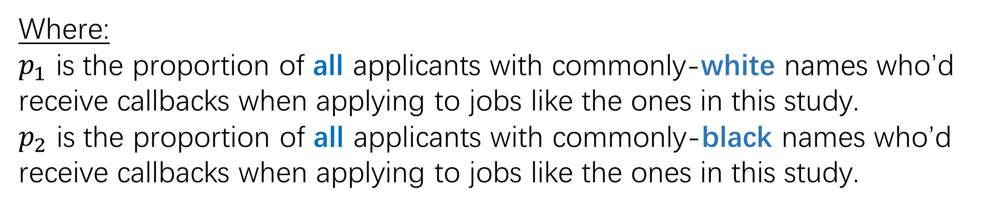 Where:
𝑝₁ is the proportion of all applicants with commonly-white names who’d
receive callbacks when applying to jobs like the ones in this study.
𝑝₂ is the proportion of all applicants with commonly-black names who’d
receive callbacks when applying to jobs like the ones in this study.